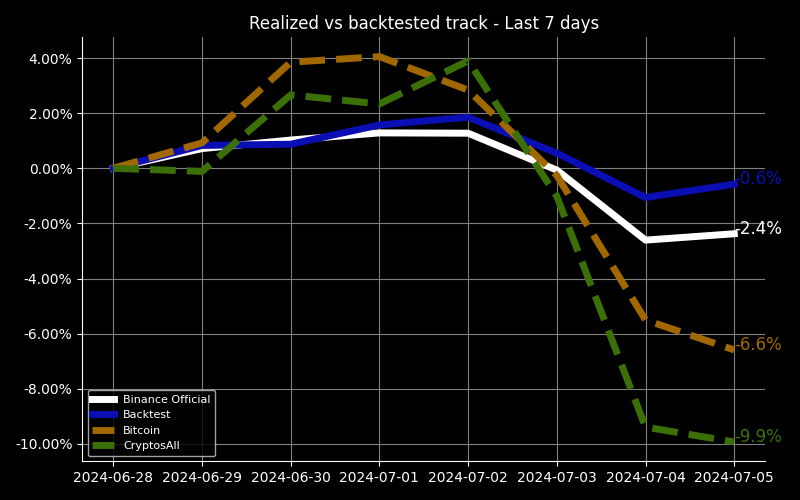 Realized vs backtested track - Last 7 days
4.00%
2.00%
0.00%
-2.00%
-4.00%
-6.00%
-8.00%
-10.00%
-0.6%
-2.4%
-6.6%
-9.9%
Binance Official
Backtest
Bitcoin
CryptosAll
2024-06-28 2024-06-29 2024-06-30 2024-07-01 2024-07-02 2024-07-03 2024-07-04 2024-07-05